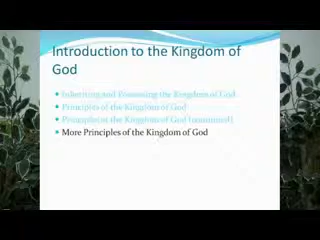 Introduction to the Kingdom of
God
Inheriting and Possessing the Kingdom of God
Principles of the Kingdom of God
Principles of the Kingdom of God (continued)
More Principles of the Kingdom of God